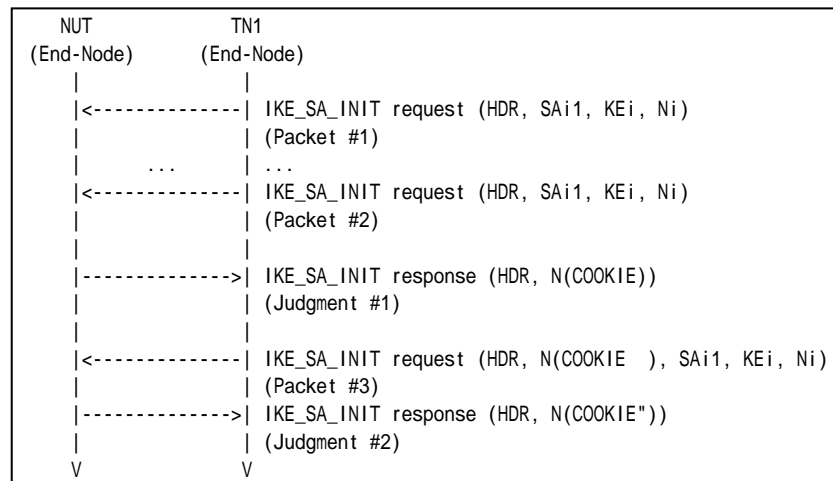 NUT TN1
(End-Node) (End-Node)
| |
|<--------------| IKE_SA_INIT request (HDR, SAi1, KEi, Ni)
| | (Packet #1)
| ... | ...
|<--------------| IKE_SA_INIT request (HDR, SAi1, KEi, Ni)
| | (Packet #2)
| |
|-------------->| IKE_SA_INIT response (HDR, N(COOKIE))
| | (Judgment #1)
| |
|<--------------| IKE_SA_INIT request (HDR, N(COOKIE ), SAi1, KEi, Ni)
| | (Packet #3)
|-------------->| IKE_SA_INIT response (HDR, N(COOKIE"))
| | (Judgment #2)
V V